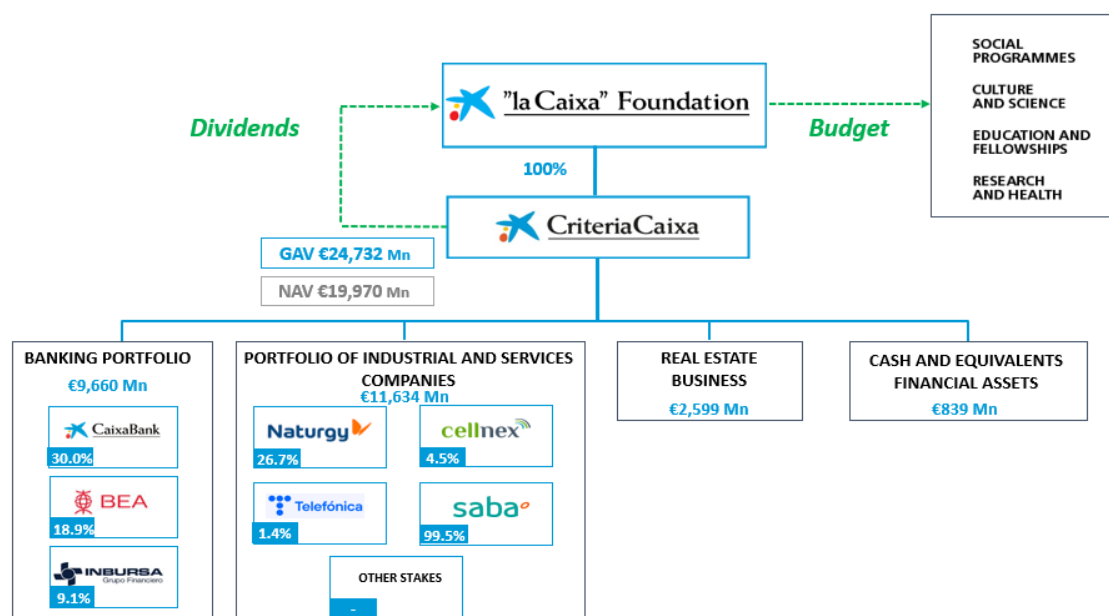 SOCIAL
PROGRAMMES
CULTURE
AND SCIENCE
EDUCATION AND
FELLOWSHIPS
RESEARCH
AND HEALTH
"la Caixa" Foundation
Dividends
Budget
100%
CriteriaCaixa
GAV €24,732 Mn
NAV €19,970 Mn
BANKING PORTFOLIO
€9,660 Mn
CaixaBank
30.0%
BEA
18.9%
INBURSA
Grupo Financiero
9.1%
PORTFOLIO OF INDUSTRIAL AND SERVICES
COMPANIES
€11,634 Mn
Naturgy
26.7%
cellnex
4.5%
Telefónica
1.4%
saba
99.5%
OTHER STAKES
-
REAL ESTATE
BUSINESS
€2,599 Mn
CASH AND EQUIVALENTS
FINANCIAL ASSETS
€839 Mn